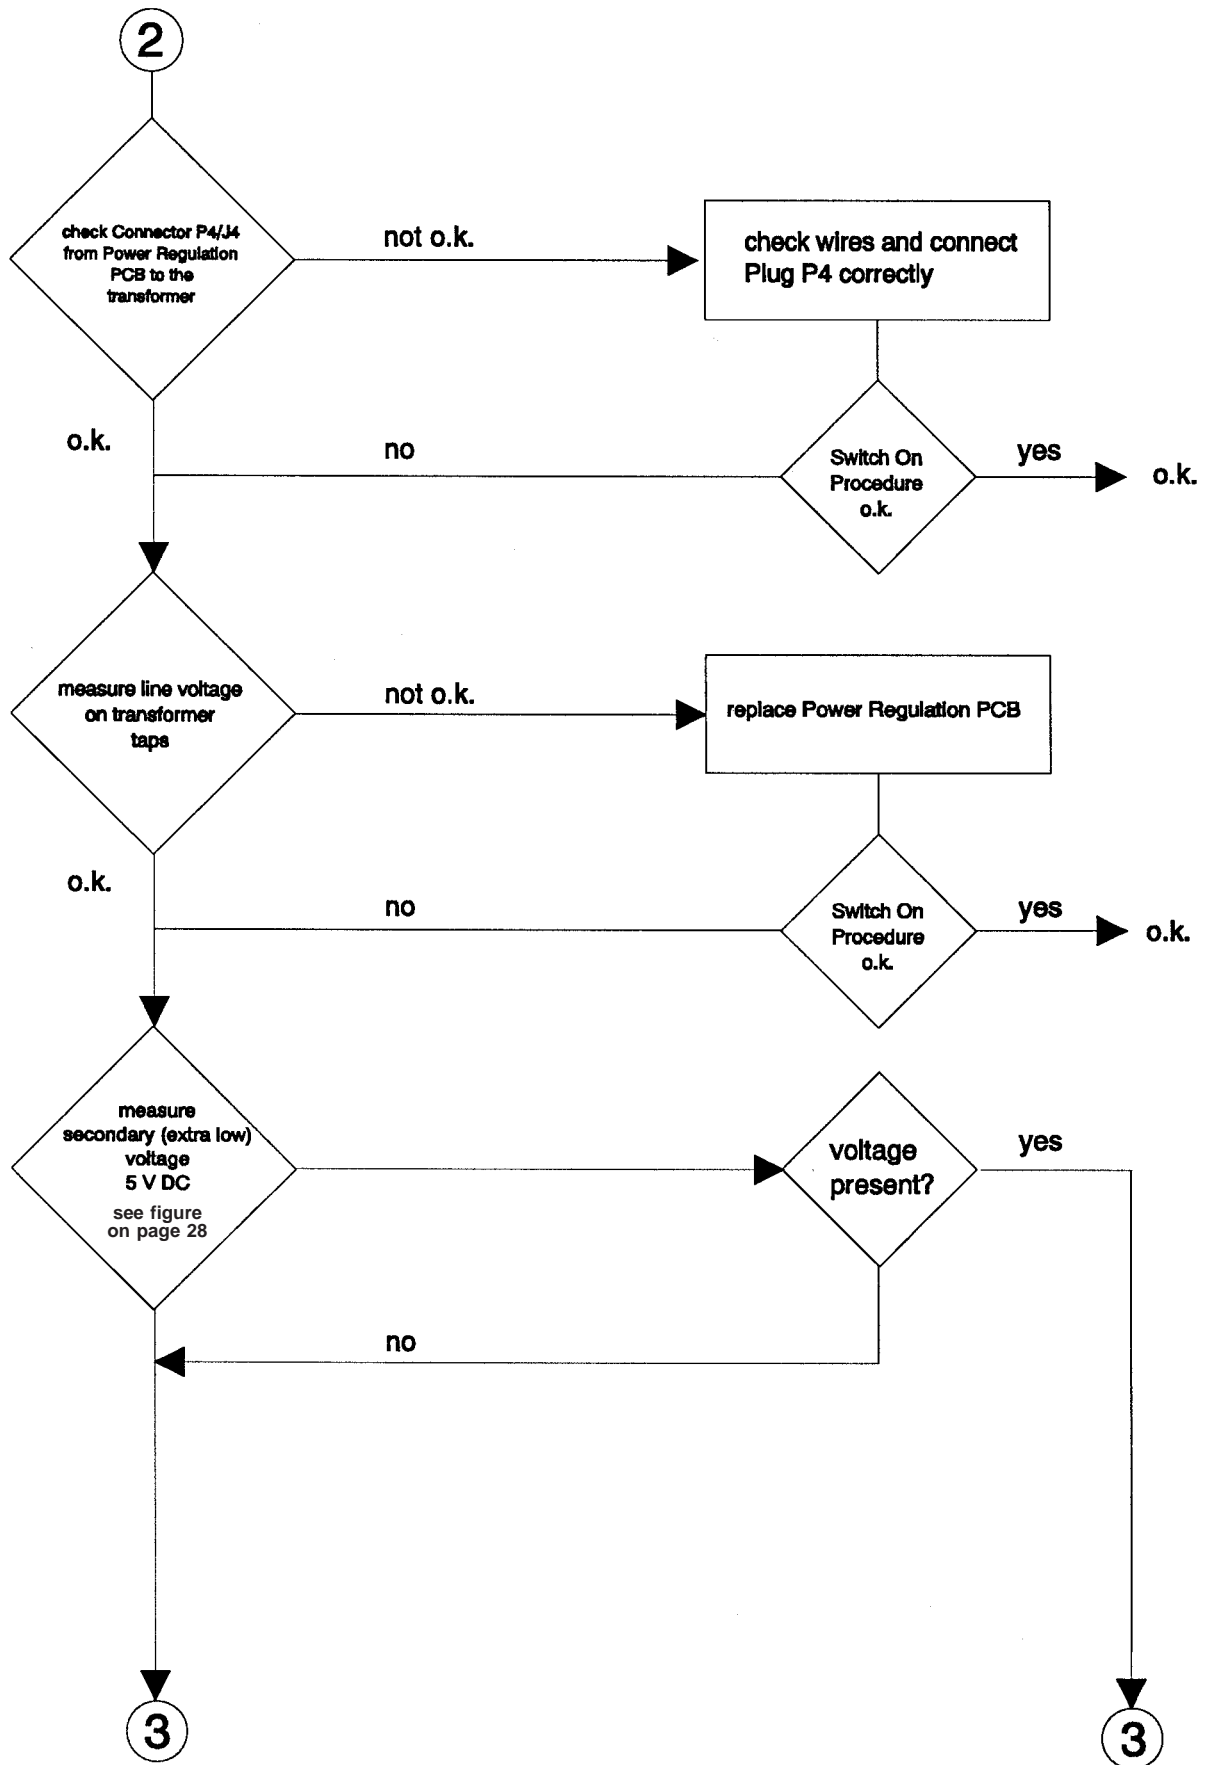 2
check Connector P4/J4
from Power Regulation
PCB to the
transformer
not o.k.
check wires and connect
Plug P4 correctly
o.k.
no
Switch On
Procedure
o.k.
yes
o.k.
measure line voltage
on transformer
taps
not o.k.
replace Power Regulation PCB
o.k.
no
Switch On
Procedure
o.k.
yes
o.k.
measure
secondary (extra low)
voltage
5 V DC
see figure
on page 28
voltage
present?
yes
no
3
3